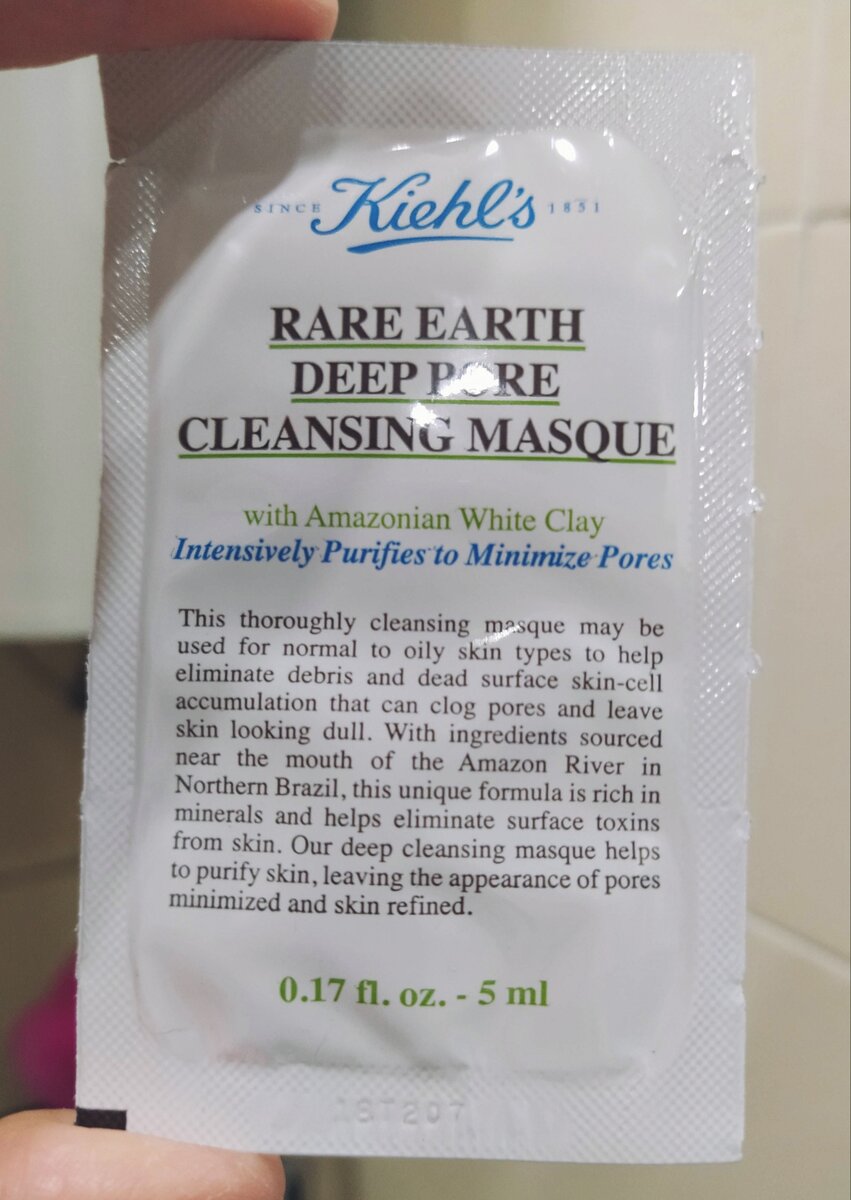 SINCE Kiehl's 1851
RARE EARTH
DEEP PORE
CLEANSING MASQUE
with Amazonian White Clay
Intensively Purifies to Minimize Pores
This thoroughly cleansing masque may be
used for normal to oily skin types to help
eliminate debris and dead surface skin-cell
accumulation that can clog pores and leave
skin looking dull. With ingredients sourced
near the mouth of the Amazon River in
Northern Brazil, this unique formula is rich in
minerals and helps eliminate surface toxins
from skin. Our deep cleansing masque helps
to purify skin, leaving the appearance of pores
minimized and skin refined.
0.17 fl. oz. - 5 ml